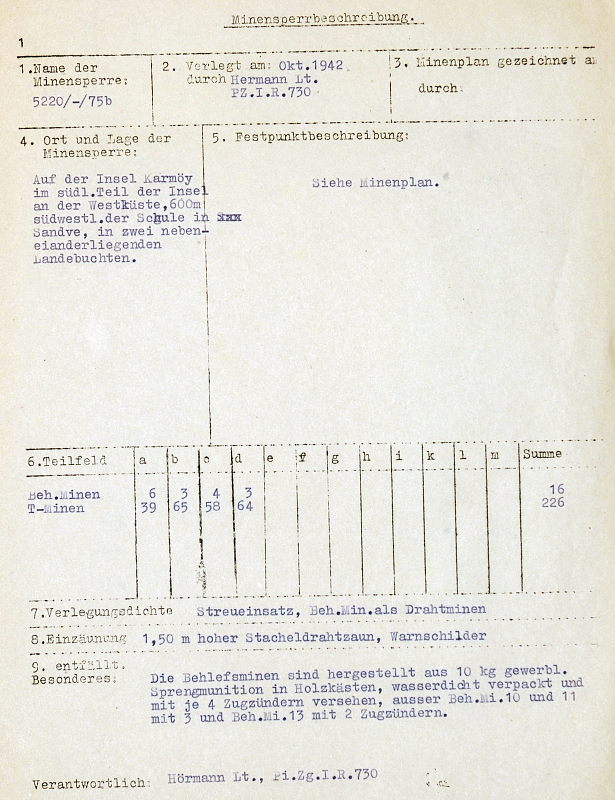 Minensperrbeschreibung.
1
1.Name der Minensperre:
5220/-/75b
2. Verlegt am: Okt.1942
durch Hermann Lt.
PZ.I.R.730
3. Minenplan gezeichnet a
durch:
4. Ort und Lage der
Minensperre:
Auf der Insel Karmöy
im südl.Teil der Insel
an der Westküste,600m
südwestl.der Schule in xxx
Sandve, in zwei neben-
eianderliegenden
Landebuchten.
5. Festpunktbeschreibung:
Siehe Minenplan.
6.Teilfeld a b c d e f g h i k l m Summe
Beh.Minen 6 3 4 3 16
T-Minen 39 65 58 64 226
7.Verlegungsdichte Streueinsatz, Beh.Min.als Drahtminen
8.Einzäunung 1,50 m hoher Stacheldrahtzaun, Warnschilder
9. entfällt.
Besonderes:
Die Behlefsminen sind hergestellt aus 10 kg gewerbl.
Sprengmunition in Holzkästen, wasserdicht verpackt und
mit je 4 Zugzündern versehen, ausser Beh.Mi.10 und 11
mit 3 und Beh.Mi.13 mit 2 Zugzündern.
Verantwortlich: Hörmann Lt., Pi.Zg.I.R.730